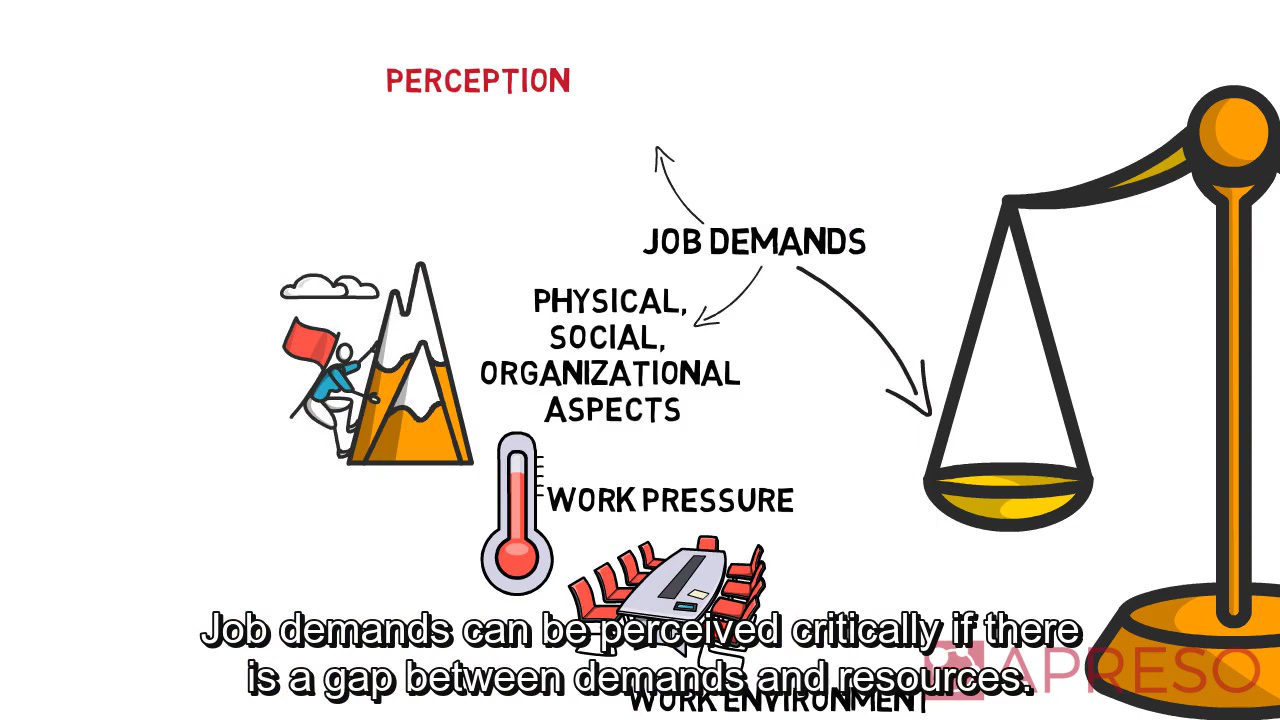 PERCEPTION
JOB DEMANDS
PHYSICAL,
SOCIAL,
ORGANIZATIONAL
ASPECTS
WORK PRESSURE
Job demands can be perceived critically if there
is a gap between demands and resources.
APRESO
WORK ENVIRONMENT